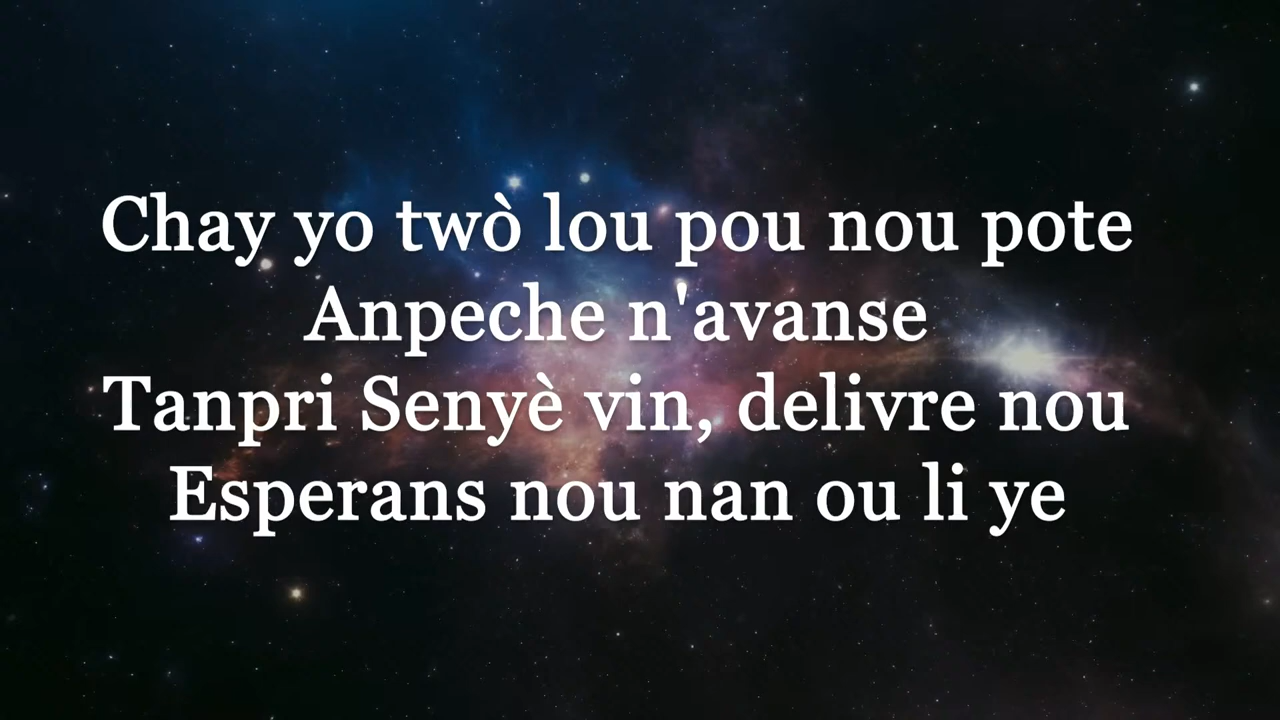 Chay yo twò lou pou nou pote
Anpeche n'avanse
Tanpri Senyè vin, delivre nou
Esperans nou nan ou li ye